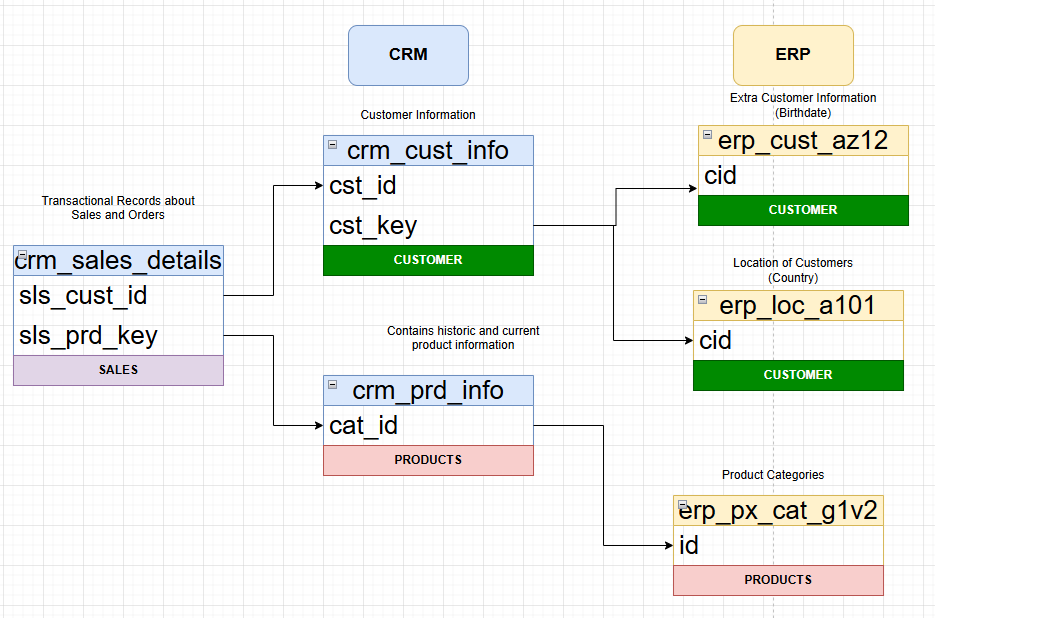 CRM
ERP
Customer Information
crm_cust_info
cst_id
cst_key
CUSTOMER
Extra Customer Information
(Birthdate)
erp_cust_az12
cid
CUSTOMER
Transactional Records about
Sales and Orders
crm_sales_details
sls_cust_id
sls_prd_key
SALES
Location of Customers
(Country)
erp_loc_a101
cid
CUSTOMER
Contains historic and current
product information
crm_prd_info
cat_id
PRODUCTS
Product Categories
erp_px_cat_g1v2
id
PRODUCTS